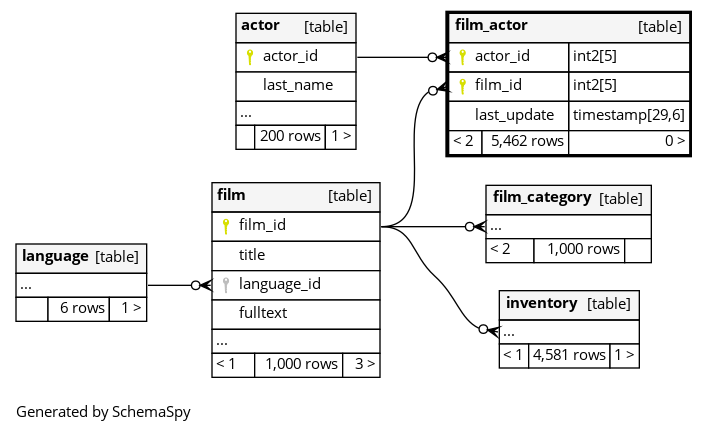 actor [table]
actor_id
last_name
...
200 rows 1 >
film_actor [table]
actor_id int2[5]
film_id int2[5]
last_update timestamp[29,6]
< 2 5,462 rows 0 >
film [table]
film_id
title
language_id
fulltext
...
< 1 1,000 rows 3 >
film_category [table]
...
< 2 1,000 rows
language [table]
...
6 rows 1 >
inventory [table]
...
< 1 4,581 rows 1 >
Generated by SchemaSpy